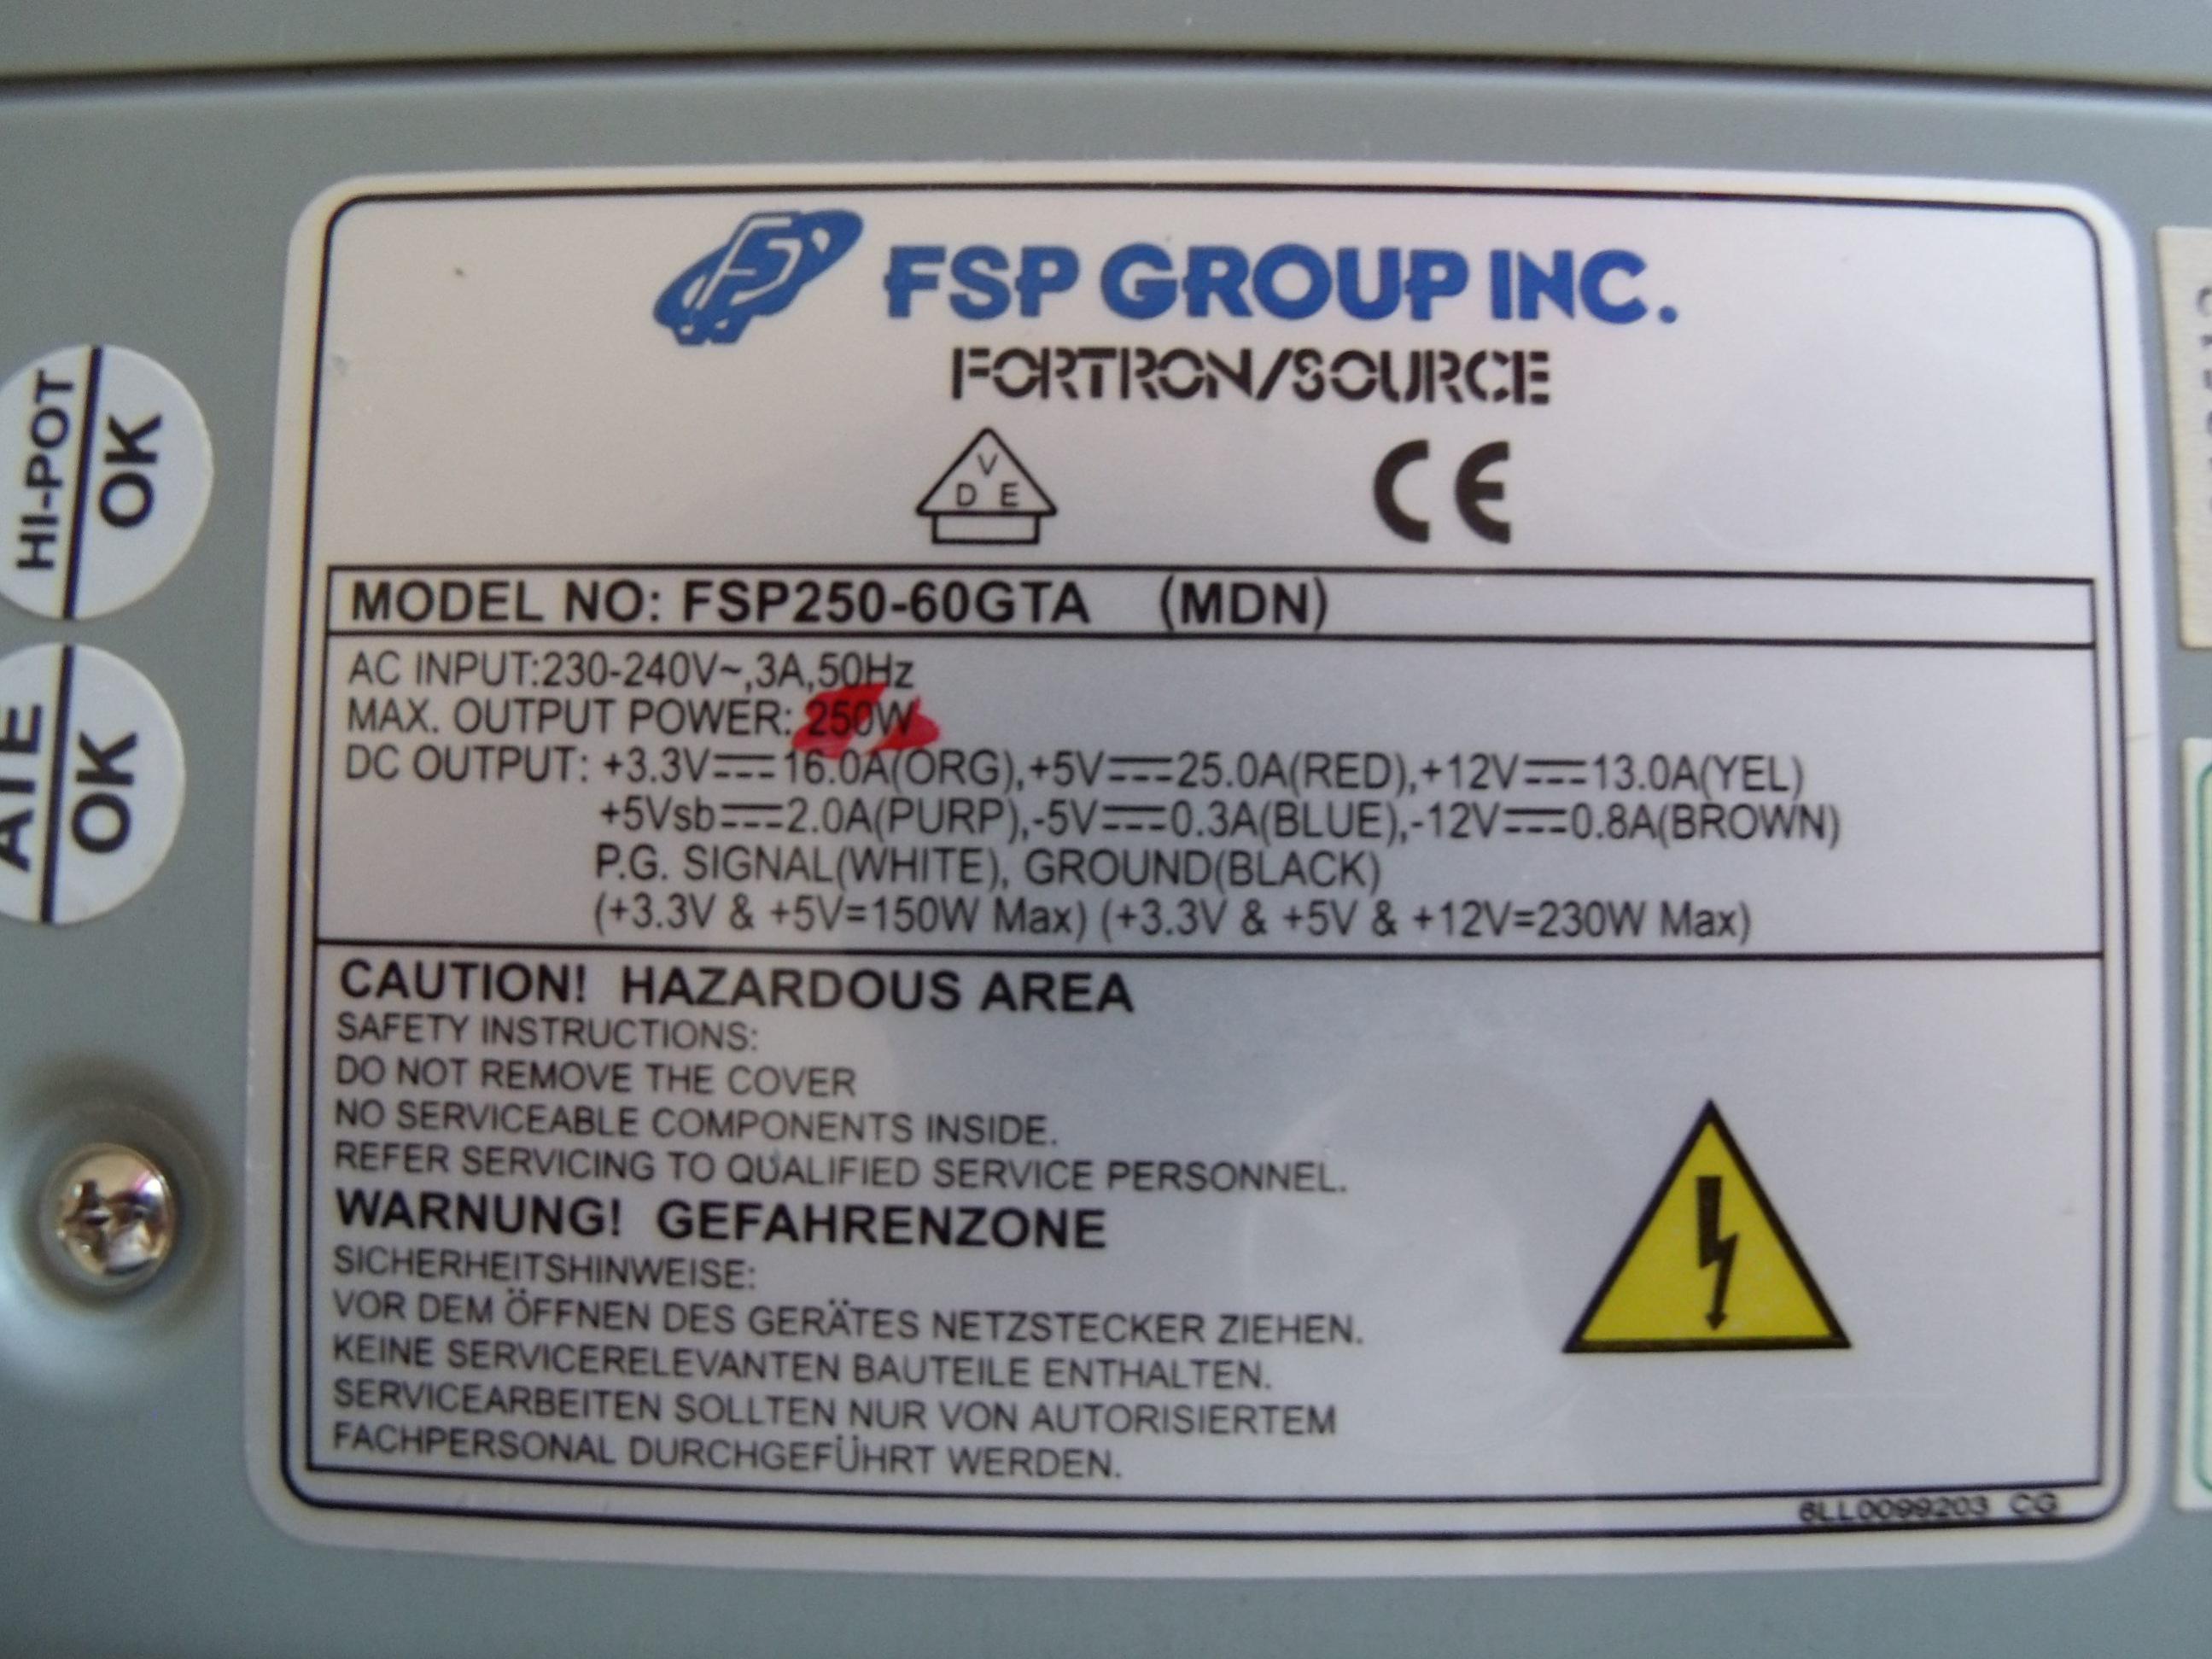 FSP GROUP INC.
FORTRON/SOURCE
V
D E
CE
HI-POT
OK
ATE
OK
MODEL NO: FSP250-60GTA (MDN)
AC INPUT:230-240V~,3A,50Hz
MAX. OUTPUT POWER: 250W
DC OUTPUT: +3.3V⎓16.0A(ORG),+5V⎓25.0A(RED),+12V⎓13.0A(YEL)
+5Vsb⎓2.0A(PURP),-5V⎓0.3A(BLUE),-12V⎓0.8A(BROWN)
P.G. SIGNAL(WHITE), GROUND(BLACK)
(+3.3V & +5V=150W Max) (+3.3V & +5V & +12V=230W Max)
CAUTION! HAZARDOUS AREA
SAFETY INSTRUCTIONS:
DO NOT REMOVE THE COVER
NO SERVICEABLE COMPONENTS INSIDE.
REFER SERVICING TO QUALIFIED SERVICE PERSONNEL.
WARNUNG! GEFAHRENZONE
SICHERHEITSHINWEISE:
VOR DEM ÖFFNEN DES GERÄTES NETZSTECKER ZIEHEN.
KEINE SERVICERELEVANTEN BAUTEILE ENTHALTEN.
SERVICEARBEITEN SOLLTEN NUR VON AUTORISIERTEM
FACHPERSONAL DURCHGEFÜHRT WERDEN.
6LL0099203 CG